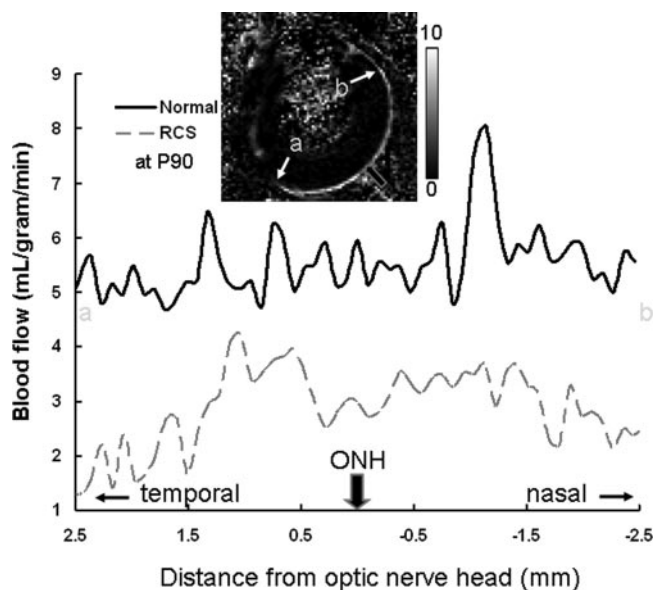 10
b
a
0
9
8
7
6
5
4
3
2
1
Normal
RCS
at P90
Blood flow (mL/gram/min)
a
b
ONH
temporal
nasal
2.5
1.5
0.5
-0.5
-1.5
-2.5
Distance from optic nerve head (mm)